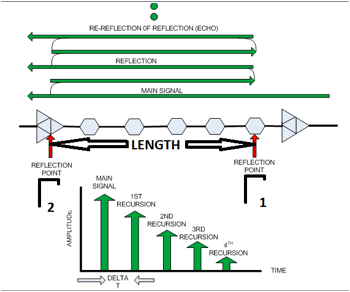 RE-REFLECTION 0F REFLECTION (ECHO)
REFLECTION
MAIN SIGNAL
LENGTH
REFLECTION
POINT
2
REFLECTION
POINT
1
MAIN
SIGNAL
1ST
RECURSION
2ND
RECURSION
3RD
RECURSION
4TH
RECURSION
AMPLITUDE
TIME
DELTA
T